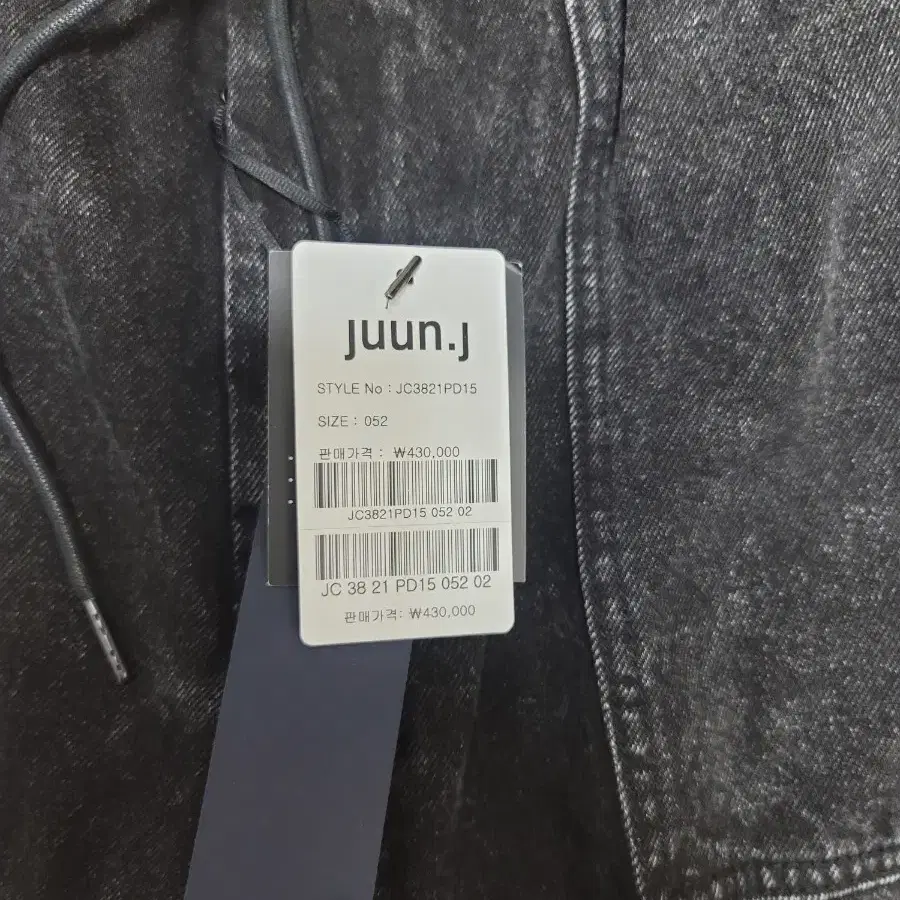 juun.j
STYLE No : JC3821PD15
SIZE : 052
판매가격 : ₩430,000
JC3821PD15 052 02
JC 38 21 PD15 052 02
판매가격: ₩430,000